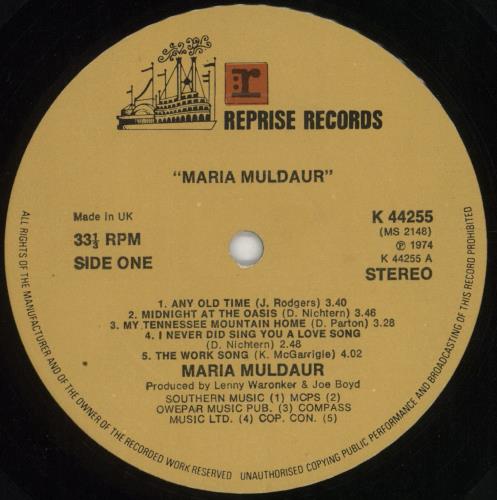 r
REPRISE RECORDS
"MARIA MULDAUR"
Made in UK
33⅓ RPM
SIDE ONE
K 44255
(MS 2148)
℗ 1974
K 44255 A
STEREO
1. ANY OLD TIME (J. Rodgers) 3.40
2. MIDNIGHT AT THE OASIS (D. Nichtern) 3.46
3. MY TENNESSEE MOUNTAIN HOME (D. Parton) 3.28
4. I NEVER DID SING YOU A LOVE SONG
(D. Nichtern) 2.48
5. THE WORK SONG (K. McGarrigle) 4.02
MARIA MULDAUR
Produced by Lenny Waronker & Joe Boyd
SOUTHERN MUSIC (1) MCPS (2)
OWEPAR MUSIC PUB. (3) COMPASS
MUSIC LTD. (4) COP. CON. (5)
ALL RIGHTS OF THE MANUFACTURER AND OF THE OWNER OF THE RECORDED WORK RESERVED UNAUTHORISED COPYING PUBLIC PERFORMANCE AND BROADCASTING OF THIS RECORD PROHIBITED